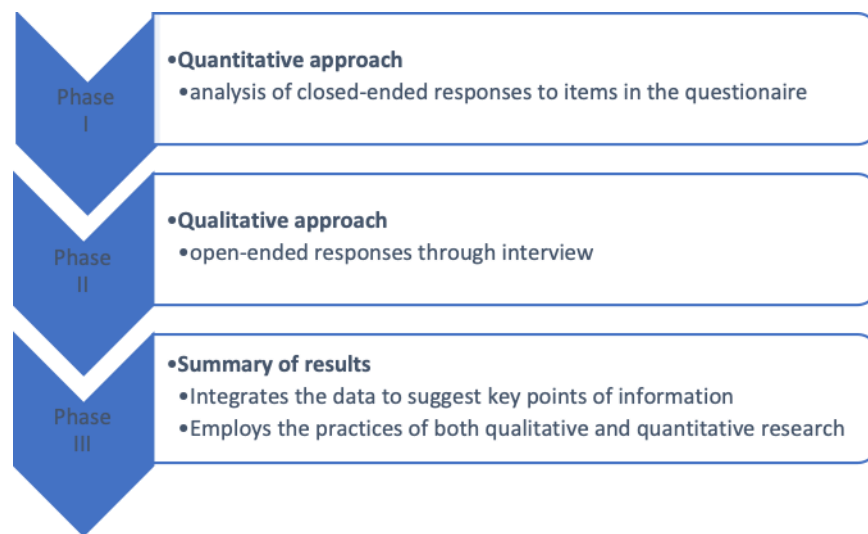 Phase
I
•Quantitative approach
•analysis of closed-ended responses to items in the questionaire
Phase
II
•Qualitative approach
•open-ended responses through interview
Phase
III
•Summary of results
•Integrates the data to suggest key points of information
•Employs the practices of both qualitative and quantitative research